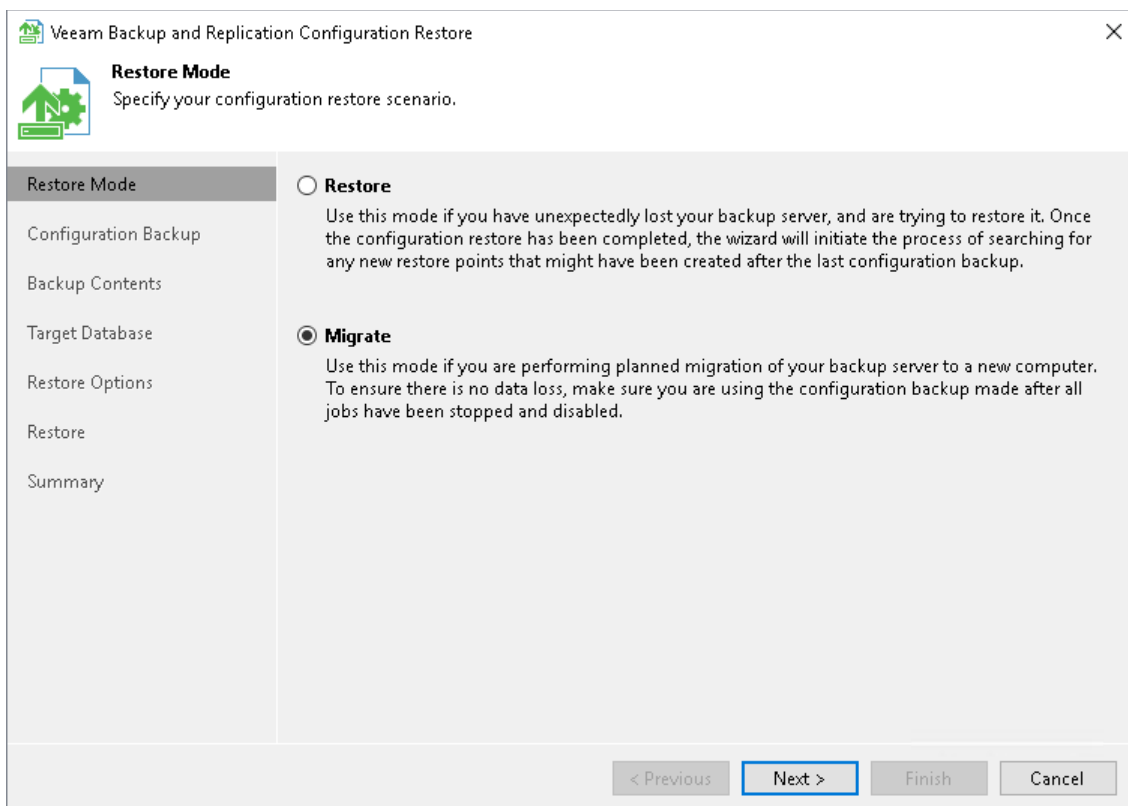 Veeam Backup and Replication Configuration Restore
Restore Mode
Specify your configuration restore scenario.
Restore Mode
Configuration Backup
Backup Contents
Target Database
Restore Options
Restore
Summary
Restore
Use this mode if you have unexpectedly lost your backup server, and are trying to restore it. Once
the configuration restore has been completed, the wizard will initiate the process of searching for
any new restore points that might have been created after the last configuration backup.
Migrate
Use this mode if you are performing planned migration of your backup server to a new computer.
To ensure there is no data loss, make sure you are using the configuration backup made after all
jobs have been stopped and disabled.
< Previous
Next >
Finish
Cancel